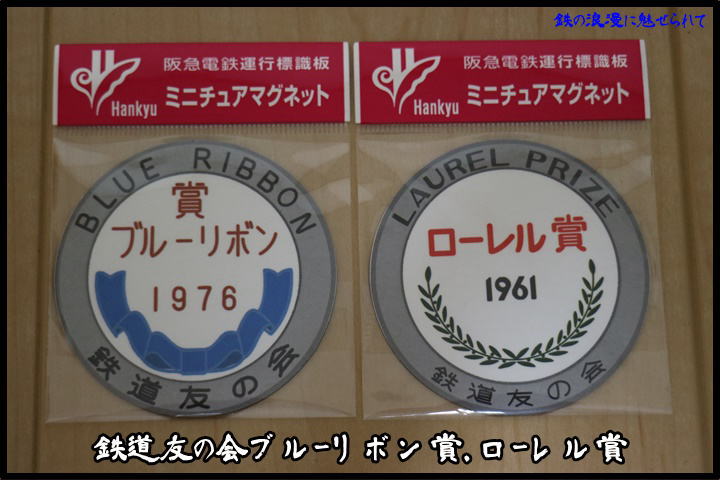 鉄の浪漫に魅せられて
Hankyu
阪急電鉄運行標識板
ミニチュアマグネット
BLUE RIBBON
賞
ブルーリボン
1976
鉄道友の会
Hankyu
阪急電鉄運行標識板
ミニチュアマグネット
LAUREL PRIZE
ローレル賞
1961
鉄道友の会
鉄道友の会ブルーリボン賞.ローレル賞